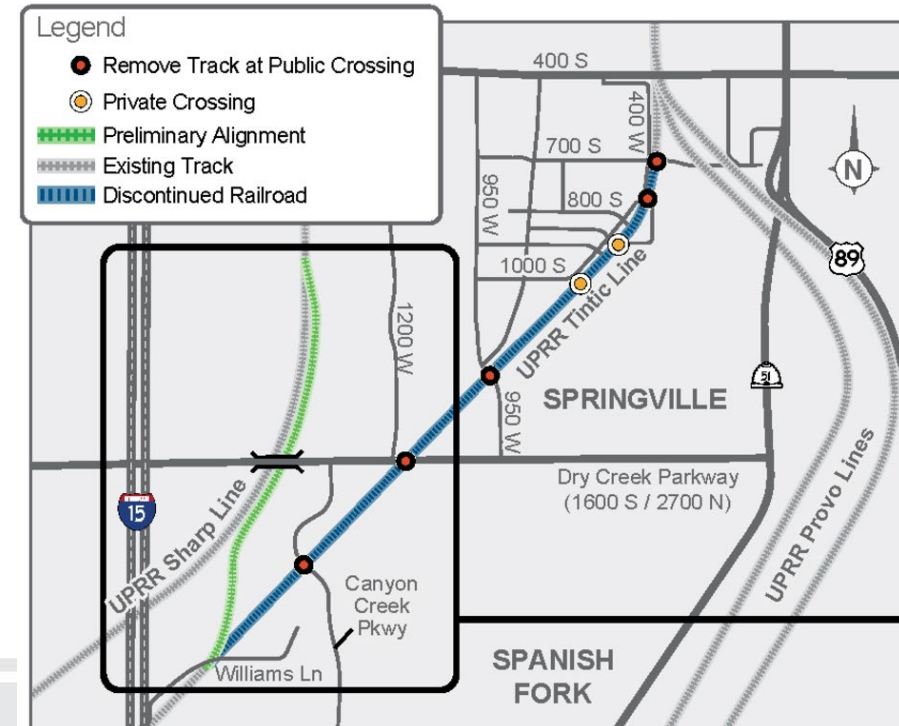 Legend
Remove Track at Public Crossing
Private Crossing
Preliminary Alignment
Existing Track
Discontinued Railroad
400 S
400 W
N
700 S
950 W
800 S
89
1000 S
UPRR Tintic Line
1200 W
51
SPRINGVILLE
950 W
Dry Creek Parkway
(1600 S / 2700 N)
15
UPRR Sharp Line
UPRR Provo Lines
Canyon
Creek
Pkwy
Williams Ln
SPANISH
FORK